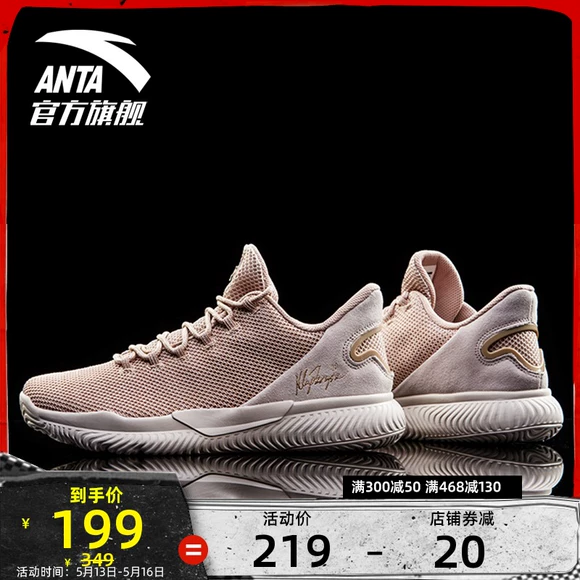 ANTA
官方旗舰
满300减50 满468减130
到手价
¥199
¥349
活动时间：5月13日-5月16日
=
活动价
219
-
店铺券减
20